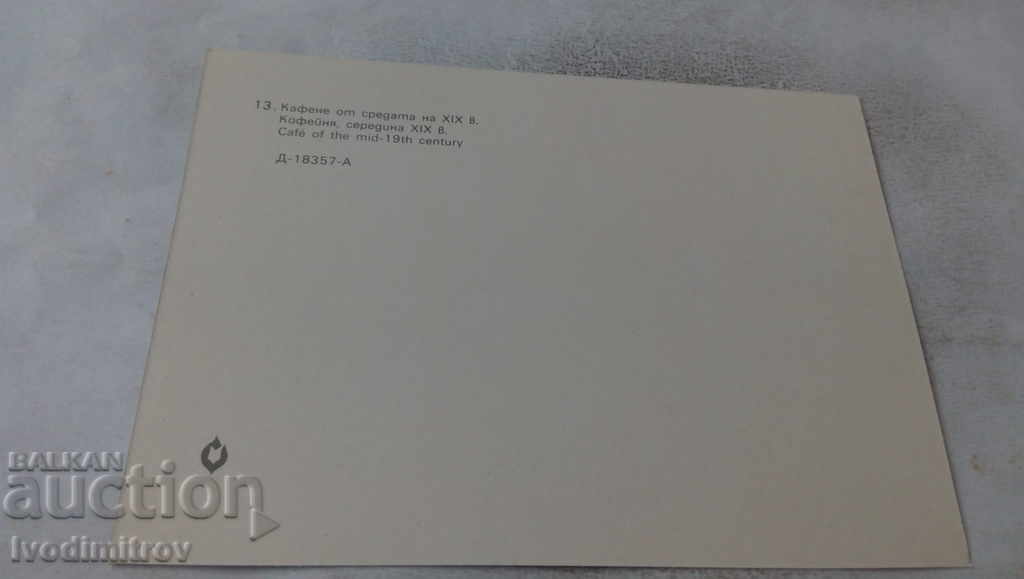 13. Кафене от средата на XIX в.
Кофейня, середина XIX в.
Café of the mid-19th century
Д-18357-А
BALKAN
auction
Ivodimitrov